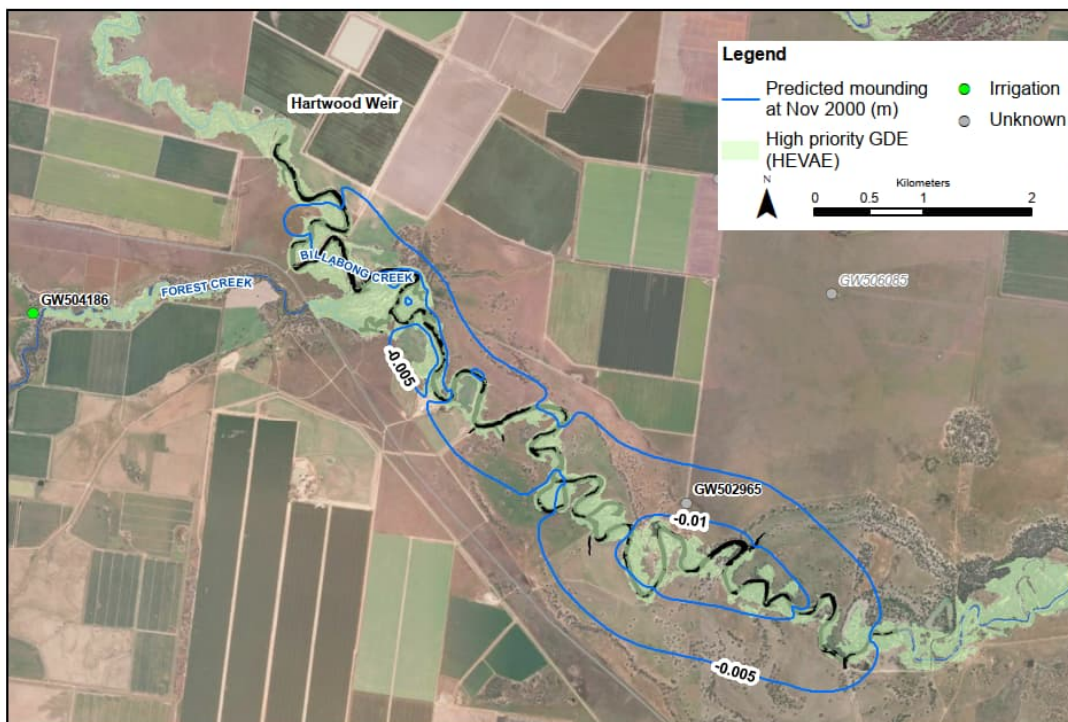 Legend
Predicted mounding
at Nov 2000 (m)
High priority GDE
(HEVAE)
Irrigation
Unknown
N
Kilometers
0 0.5 1 2
Hartwood Weir
BILLABONG CREEK
FOREST CREEK
GW504186
GW506085
-0.005
GW502965
-0.01
-0.005